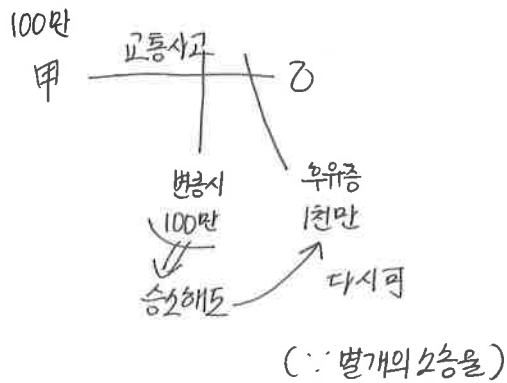 100만
교통사고
甲 乙
변종시 후유증
100만 1천만
승소해도 다시 可
(∵ 별개의 소송물)